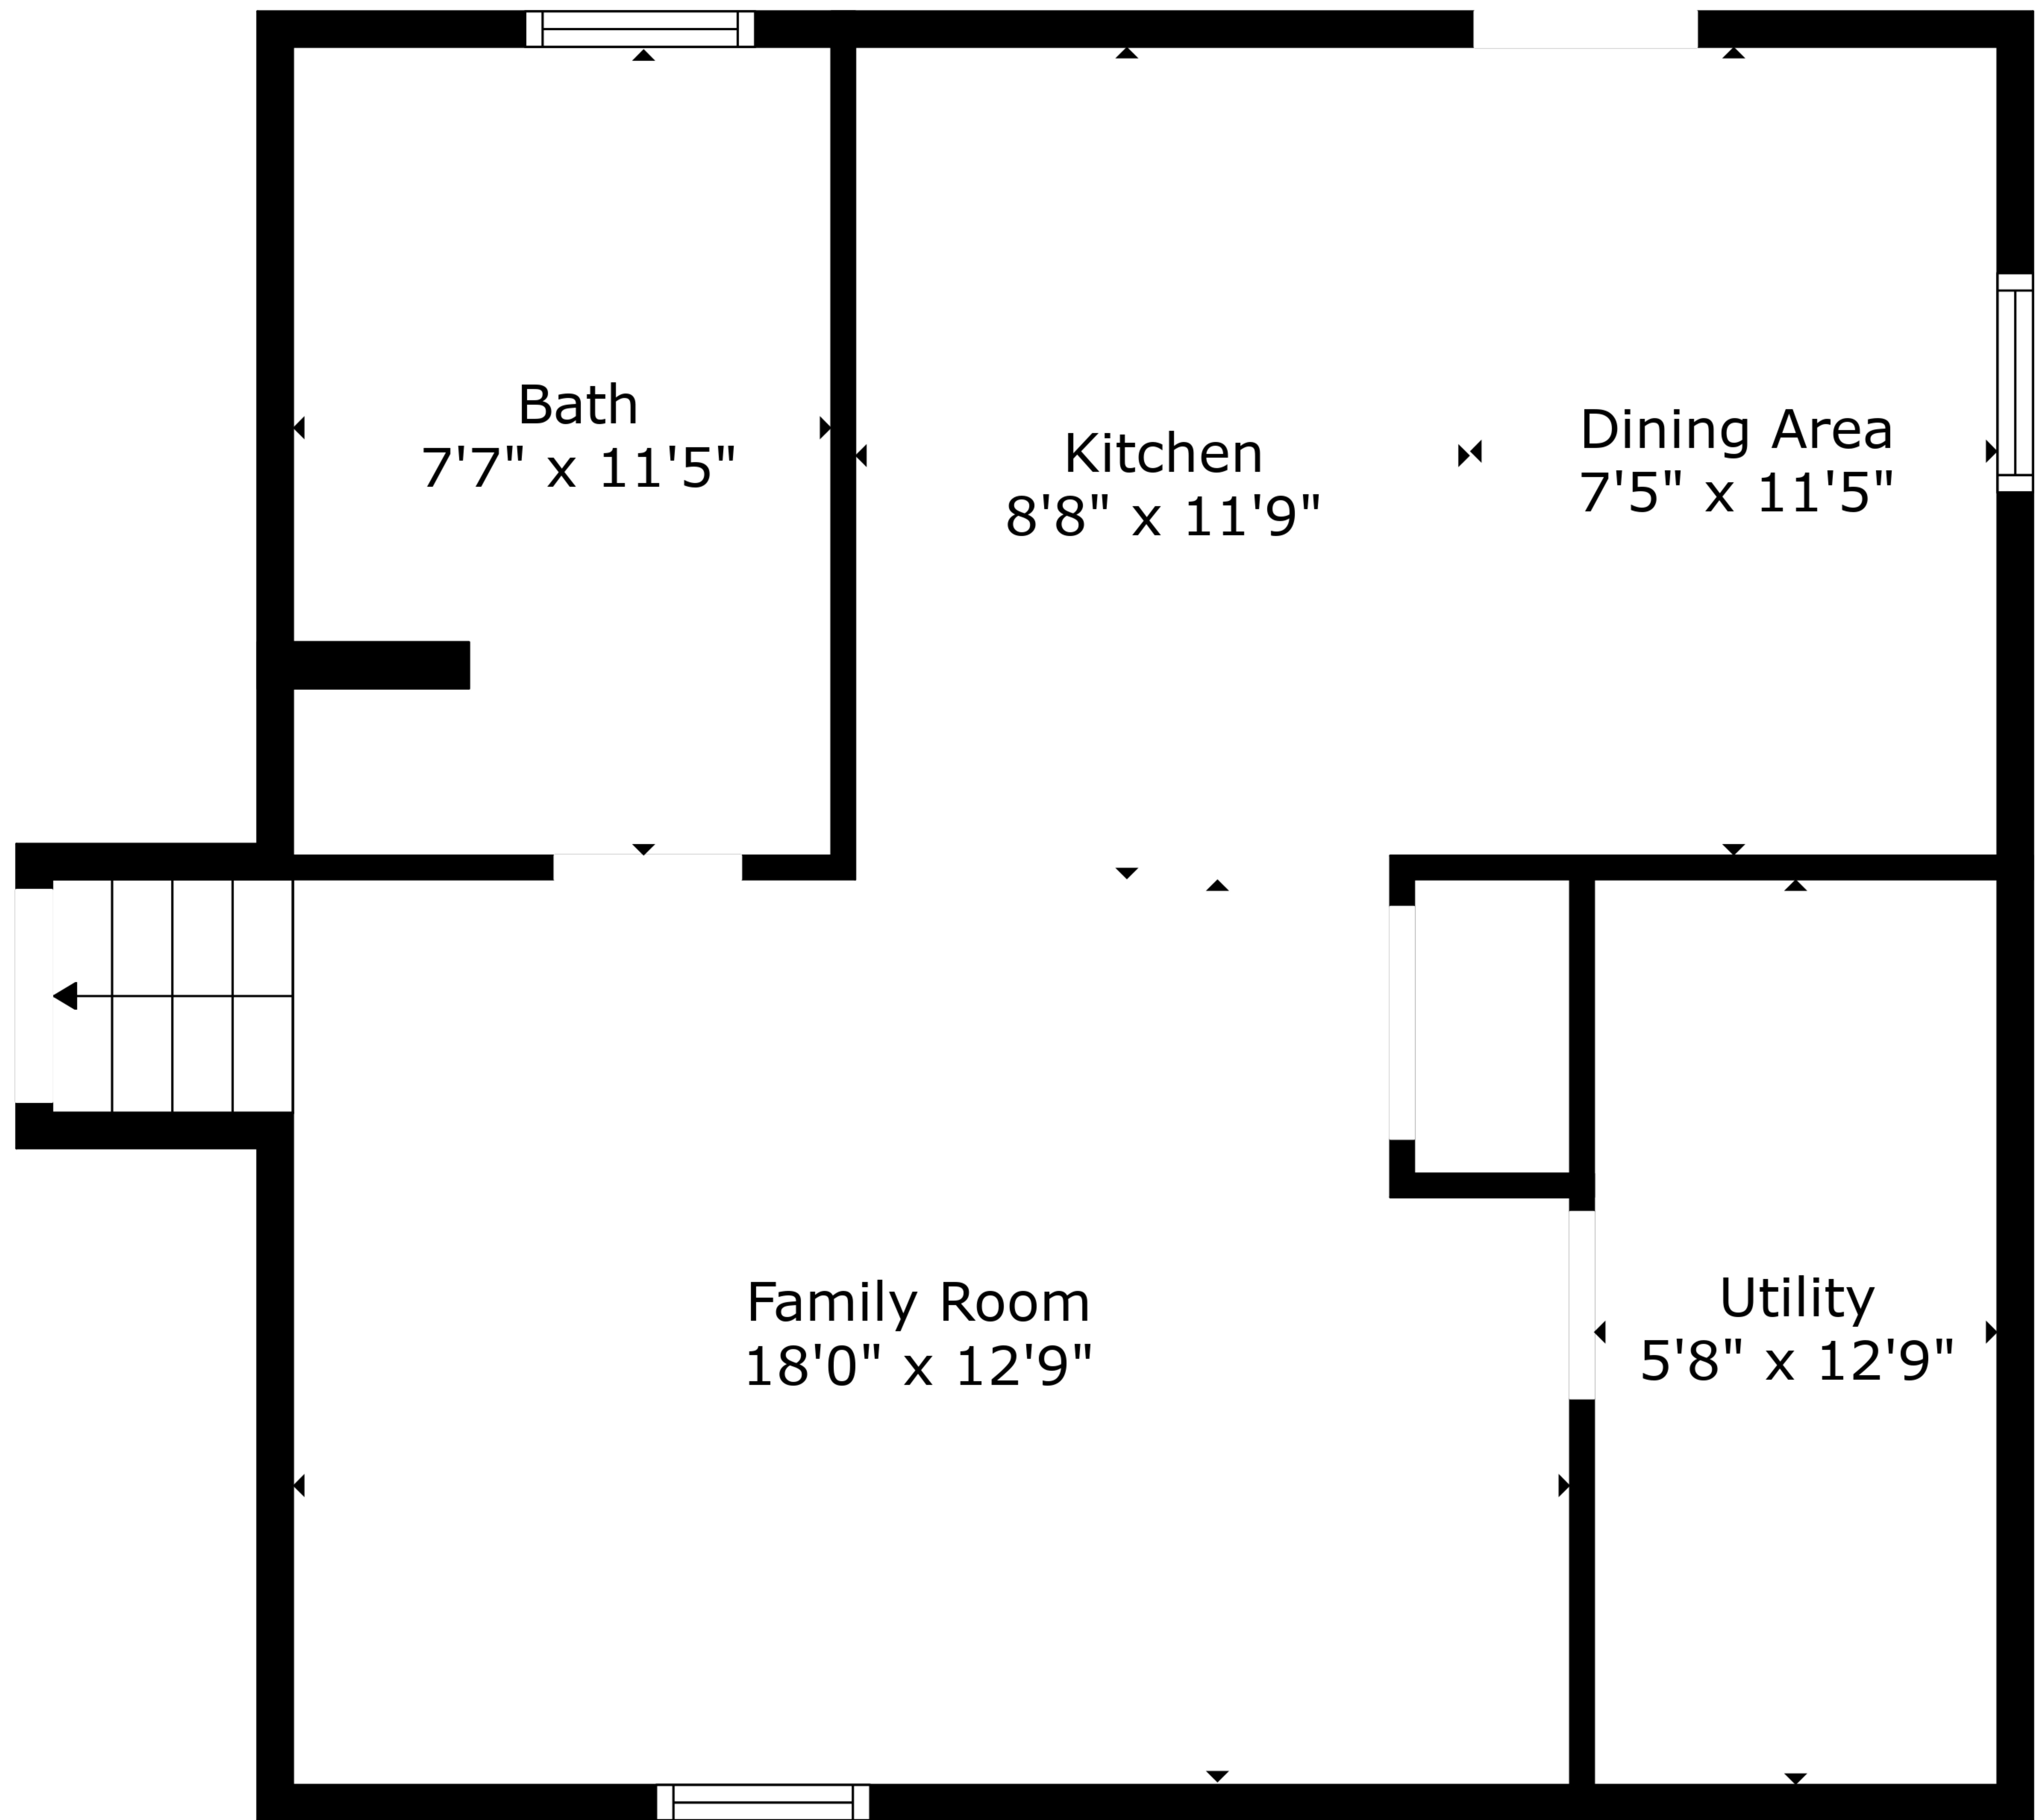 Bath
7'7" x 11'5"
Kitchen
8'8" x 11'9"
Dining Area
7'5" x 11'5"
Family Room
18'0" x 12'9"
Utility
5'8" x 12'9"